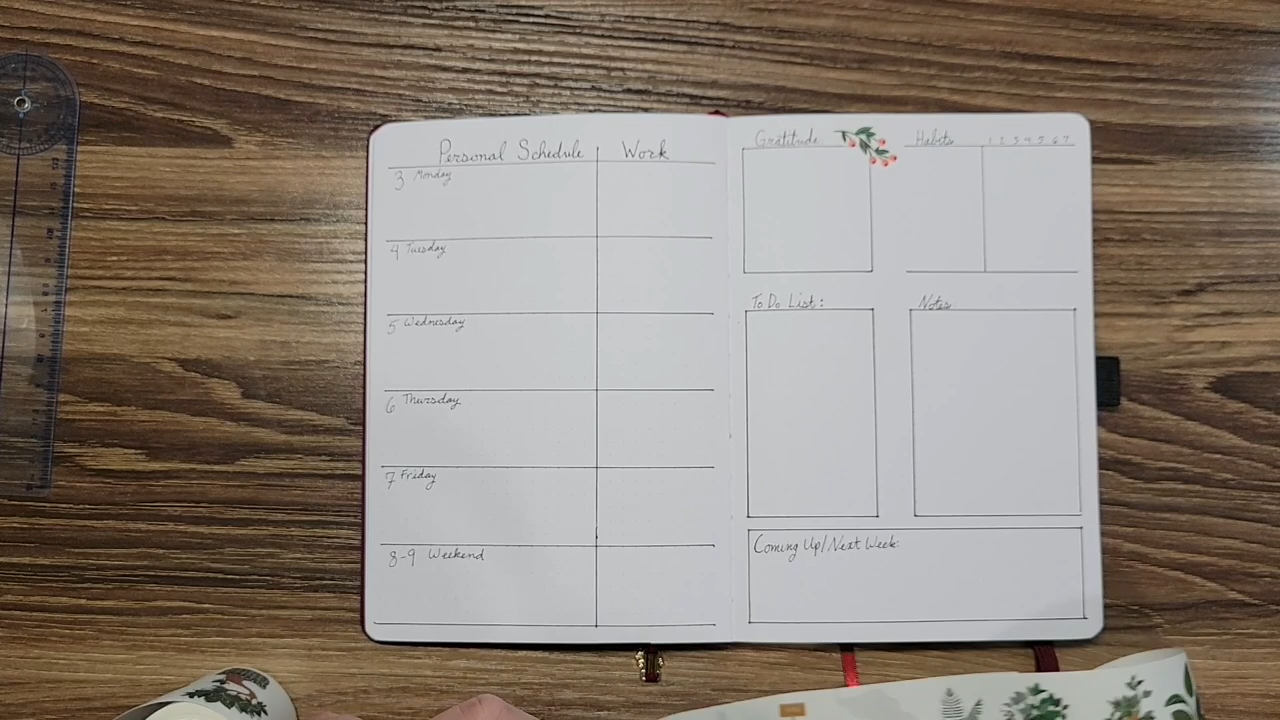 Personal Schedule Work
3 Monday
4 Tuesday
5 Wednesday
6 Thursday
7 Friday
8-9 Weekend
Gratitude
Habits 1 2 3 4 5 6 7
To Do List:
Notes
Coming Up/Next Week: